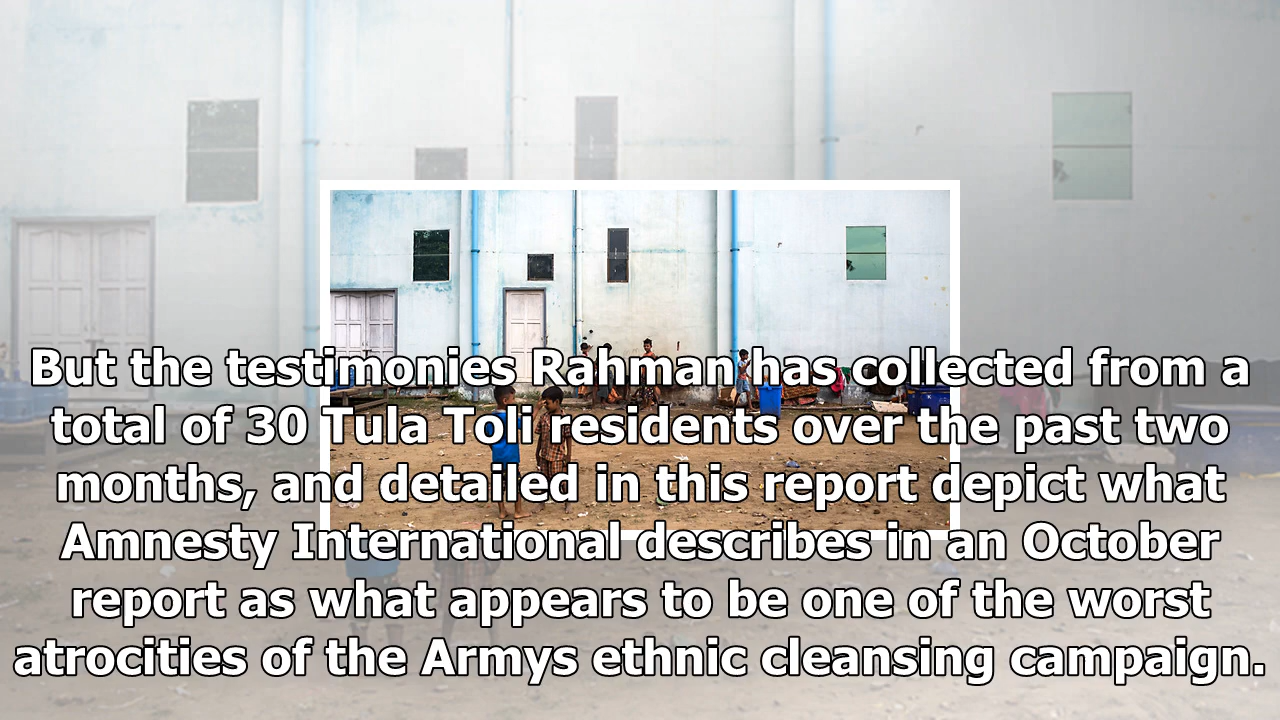 But the testimonies Rahman has collected from a
total of 30 Tula Toli residents over the past two
months, and detailed in this report depict what
Amnesty International describes in an October
report as what appears to be one of the worst
atrocities of the Armys ethnic cleansing campaign.